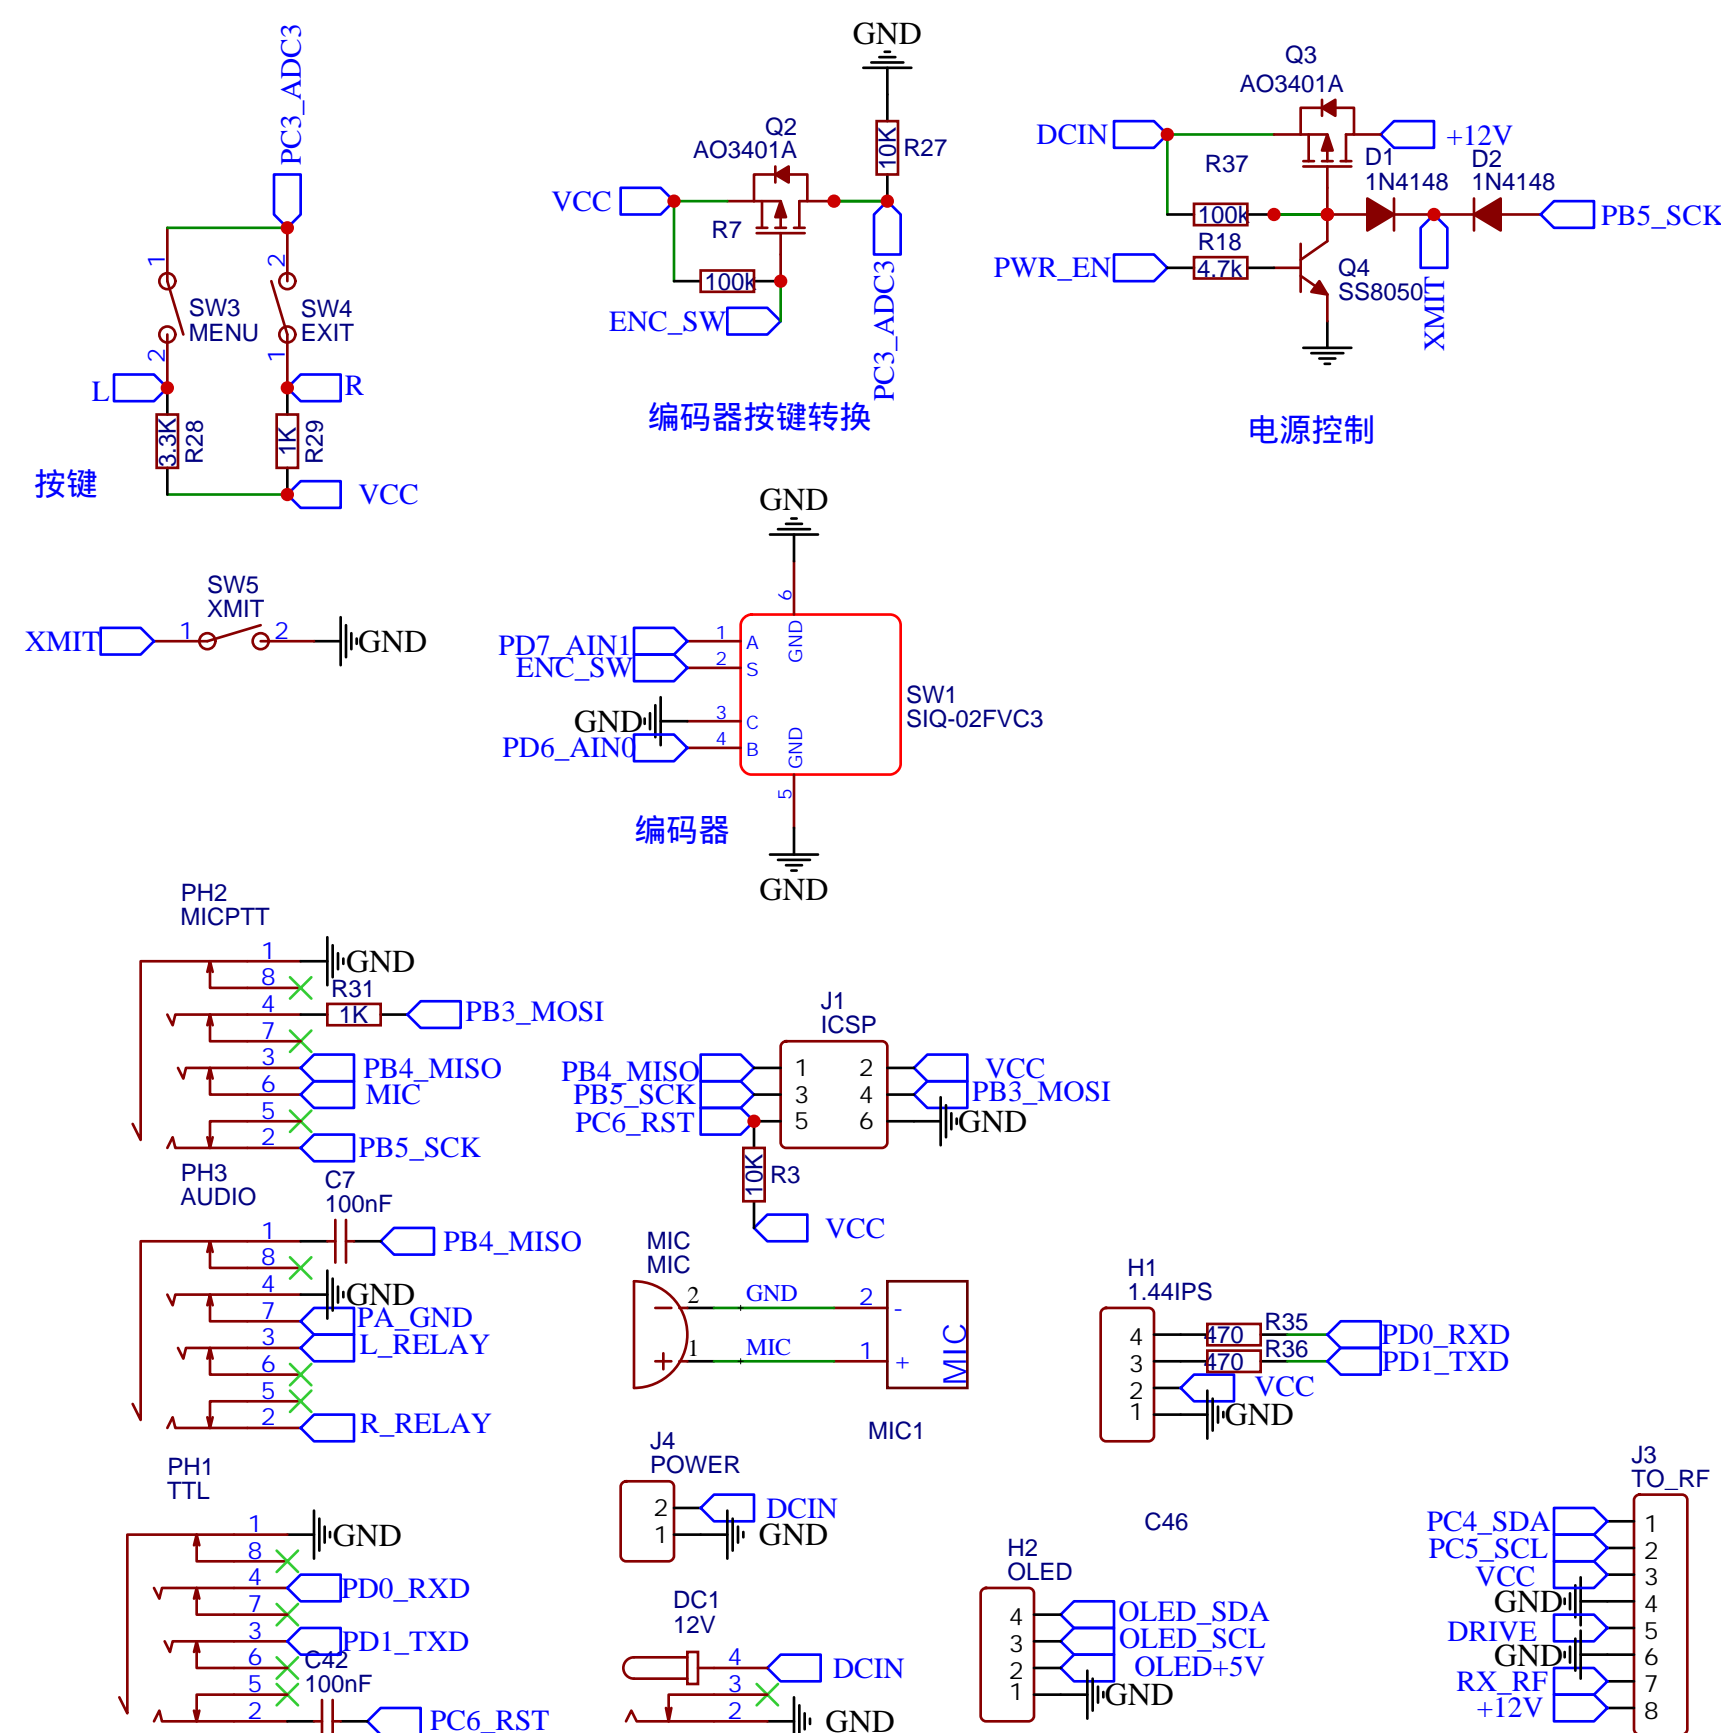 PC3_ADC3
1
2
SW3
MENU
SW4
EXIT
2
1
L
R
3.3K
R28
1K
R29
VCC
按键
GND
10K
R27
Q2
AO3401A
VCC
R7
100k
ENC_SW
PC3_ADC3
编码器按键转换
Q3
AO3401A
DCIN
+12V
R37
D1
1N4148
D2
1N4148
100k
PB5_SCK
R18
PWR_EN
4.7k
Q4
SS8050
XMIT
电源控制
SW5
XMIT
XMIT
1
2
GND
GND
6
PD7_AIN1
1
A
GND
ENC_SW
2
S
SW1
SIQ-02FVC3
GND
3
C
PD6_AIN0
4
B
GND
5
编码器
GND
PH2
MICPTT
1
GND
8
R31
4
1K
PB3_MOSI
7
3
PB4_MISO
6
MIC
5
2
PB5_SCK
PH3
AUDIO
C7
100nF
1
PB4_MISO
8
4
GND
7
PA_GND
3
L_RELAY
6
5
2
R_RELAY
PH1
TTL
1
GND
8
4
PD0_RXD
7
3
PD1_TXD
6
C42
100nF
5
2
PC6_RST
J1
ICSP
PB4_MISO
1
2
VCC
PB5_SCK
3
4
PB3_MOSI
PC6_RST
5
6
GND
10K
R3
VCC
MIC
MIC
2
GND
2
-
1
MIC
1
+
MIC
MIC1
H1
1.44IPS
4
470
R35
PD0_RXD
3
470
R36
PD1_TXD
2
VCC
1
GND
J4
POWER
2
DCIN
1
GND
DC1
12V
4
DCIN
3
2
GND
C46
H2
OLED
4
OLED_SDA
3
OLED_SCL
2
OLED+5V
1
GND
J3
TO_RF
PC4_SDA
1
PC5_SCL
2
VCC
3
GND
4
DRIVE
5
GND
6
RX_RF
7
+12V
8